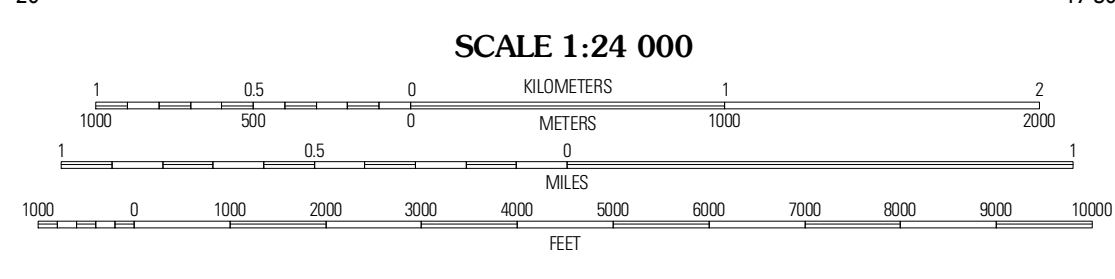 SCALE 1:24 000
1 0.5 0 KILOMETERS 1 2
1000 500 0 METERS 1000 2000
1 0.5 0 1
MILES
1000 0 1000 2000 3000 4000 5000 6000 7000 8000 9000 10000
FEET